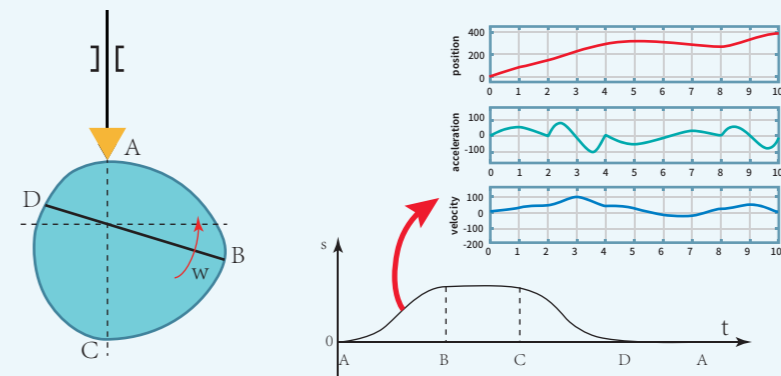 A
D
B
w
C
position
400
200
0
0 1 2 3 4 5 6 7 8 9 10
acceleration
100
0
-100
0 1 2 3 4 5 6 7 8 9 10
velocity
100
0
-100
-200
0 1 2 3 4 5 6 7 8 9 10
s
0
t
A B C D A